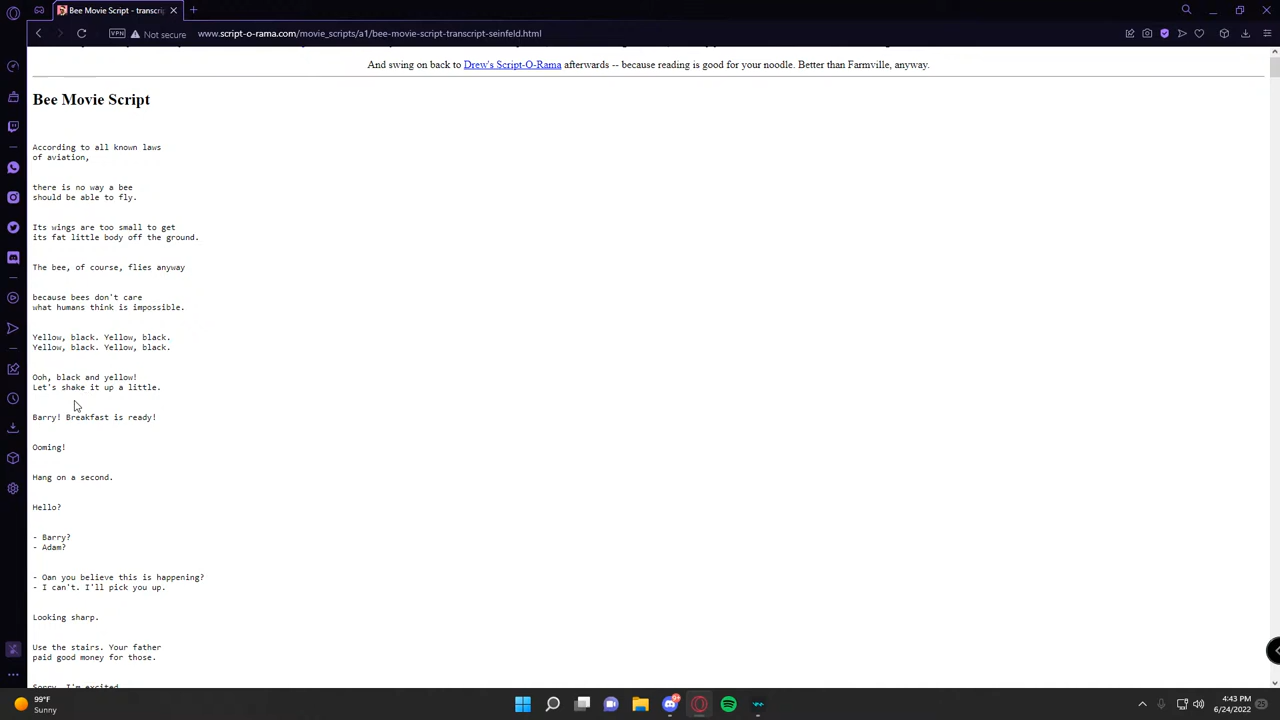 Bee Movie Script - transcri
VPN
Not secure
www.script-o-rama.com/movie_scripts/a1/bee-movie-script-transcript-seinfeld.html
And swing on back to Drew's Script-O-Rama afterwards -- because reading is good for your noodle. Better than Farmville, anyway.
Bee Movie Script
According to all known laws
of aviation,
there is no way a bee
should be able to fly.
Its wings are too small to get
its fat little body off the ground.
The bee, of course, flies anyway
because bees don't care
what humans think is impossible.
Yellow, black. Yellow, black.
Yellow, black. Yellow, black.
Ooh, black and yellow!
Let's shake it up a little.
Barry! Breakfast is ready!
Ooming!
Hang on a second.
Hello?
- Barry?
- Adam?
- Oan you believe this is happening?
- I can't. I'll pick you up.
Looking sharp.
Use the stairs. Your father
paid good money for those.
Sorry. I'm excited.
99°F
Sunny
9+
4:43 PM
6/24/2022